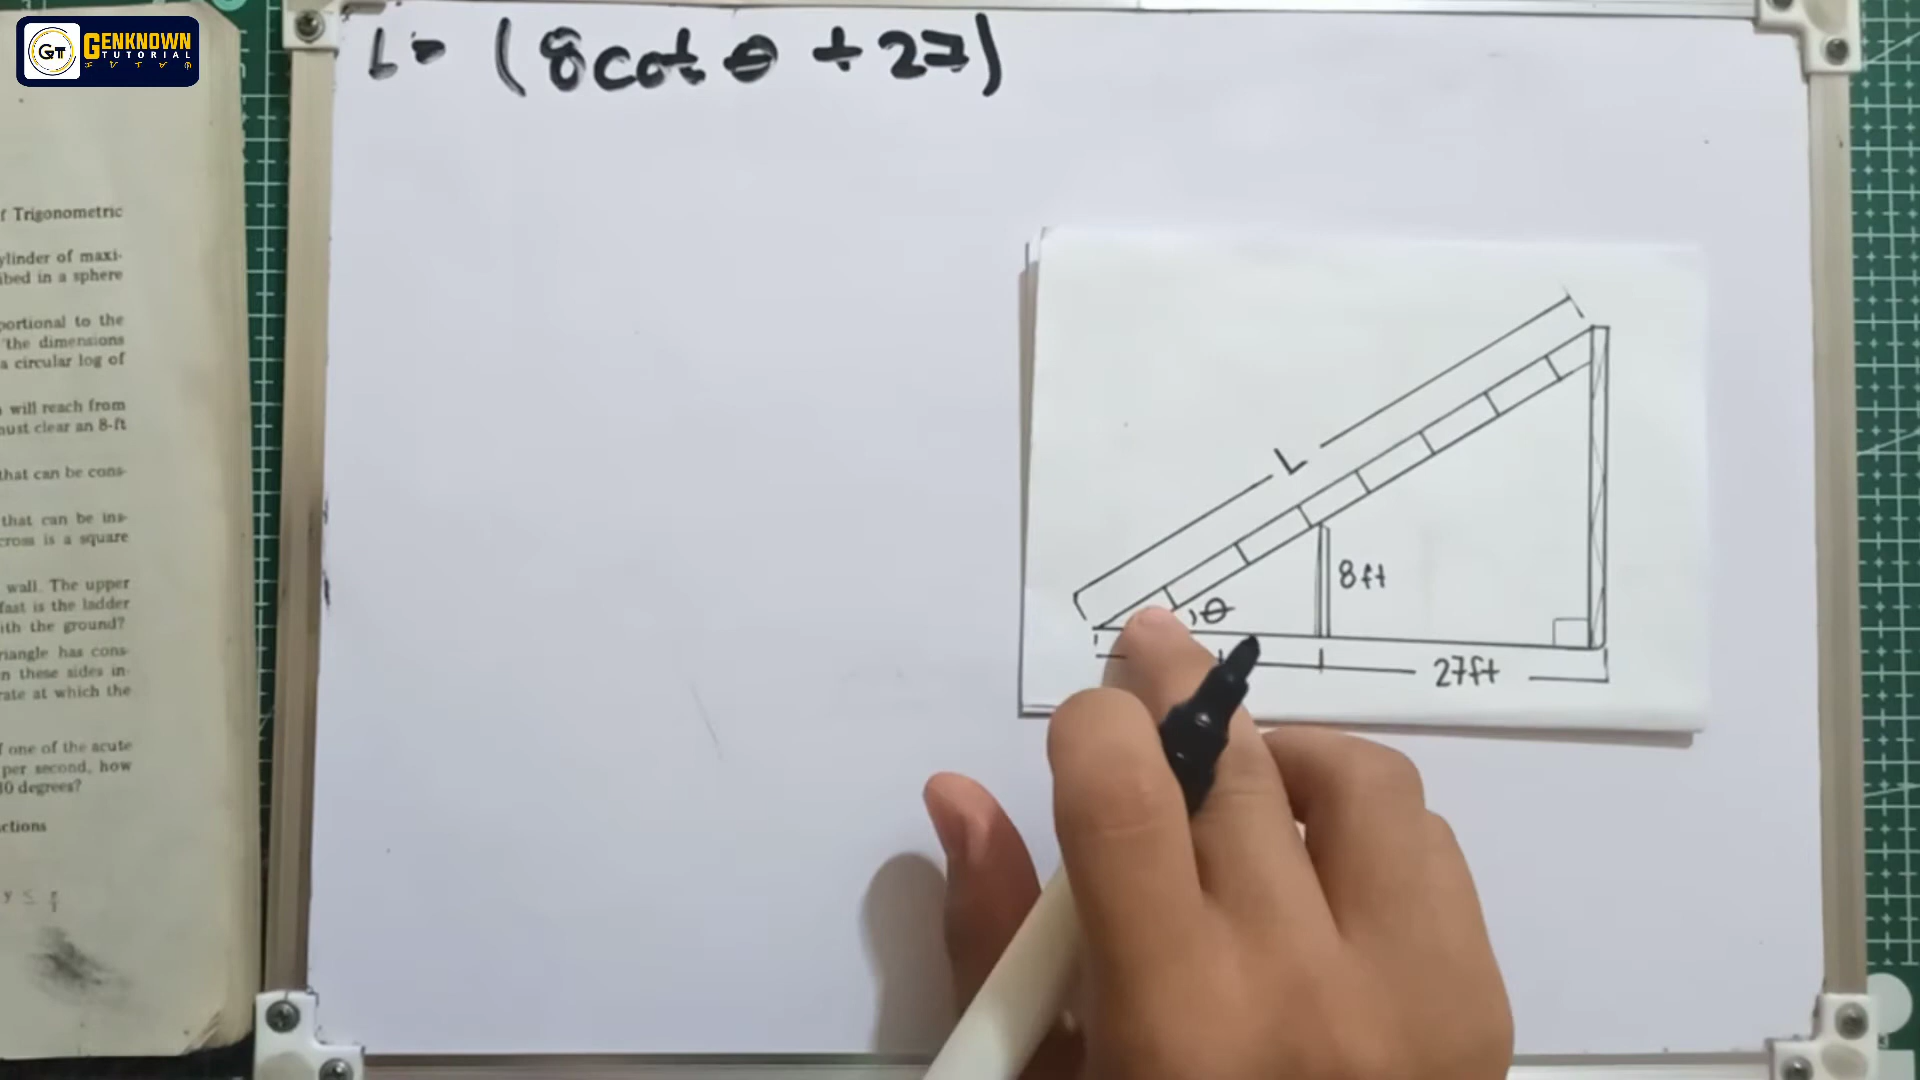 GT
GENKNOWN
TUTORIAL
L = (8cot θ + 27)
f Trigonometric
ylinder of maxi-
ibed in a sphere
portional to the
the dimensions
a circular log of
will reach from
must clear an 8-ft
that can be cons-
that can be ins-
cross is a square
wall. The upper
fast is the ladder
ith the ground?
riangle has cons-
n these sides in-
rate at which the
f one of the acute
per second, how
30 degrees?
ctions
y ≤
L
8ft
θ
27ft